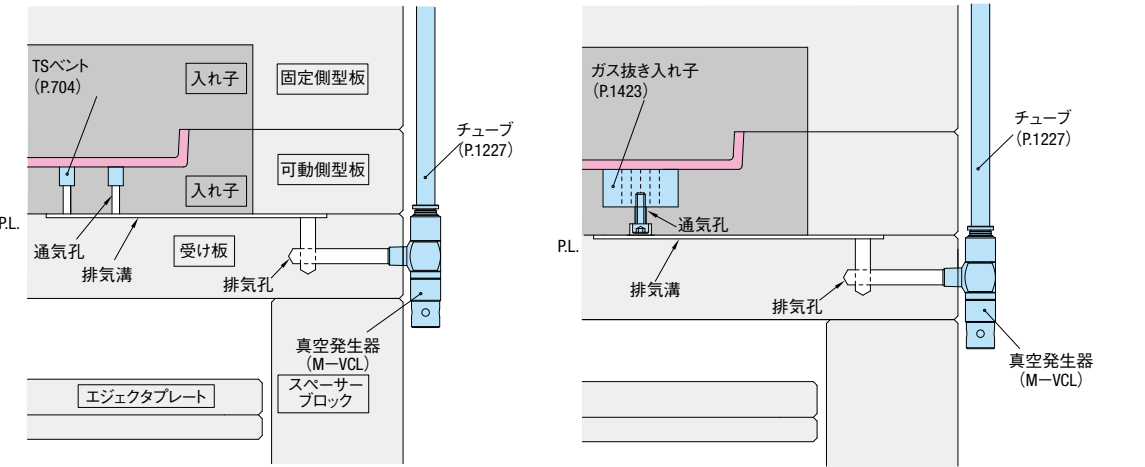 TSベント
(P.704)
入れ子
固定側型板
チューブ
(P.1227)
可動側型板
入れ子
P.L.
通気孔
排気溝
受け板
排気孔
真空発生器
(M－VCL)
エジェクタプレート
スペーサー
ブロック
ガス抜き入れ子
(P.1423)
チューブ
(P.1227)
通気孔
P.L.
排気溝
排気孔
真空発生器
(M－VCL)